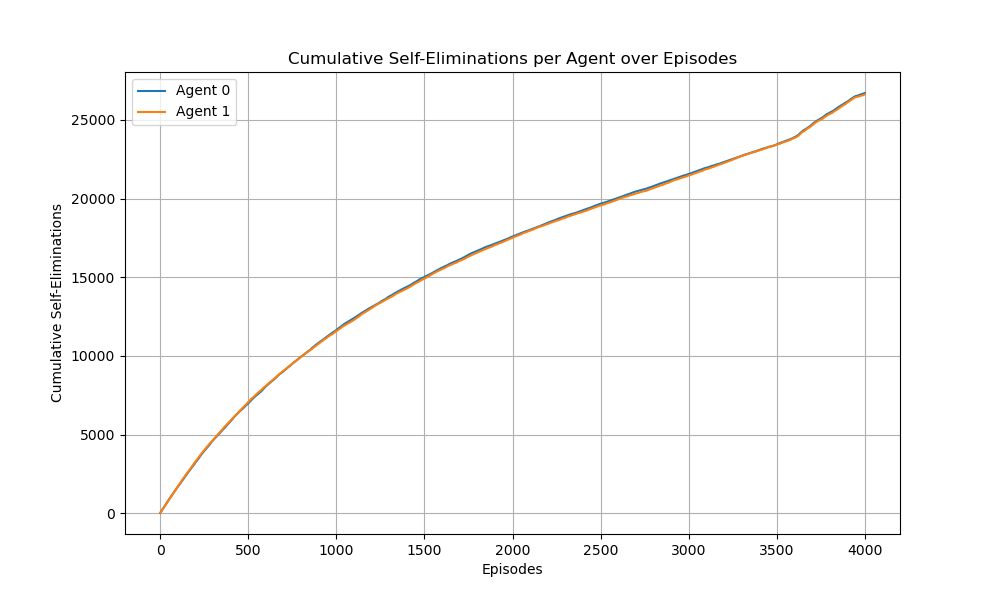 Cumulative Self-Eliminations per Agent over Episodes
Agent 0
Agent 1
25000
20000
15000
10000
5000
0
Cumulative Self-Eliminations
0 500 1000 1500 2000 2500 3000 3500 4000
Episodes